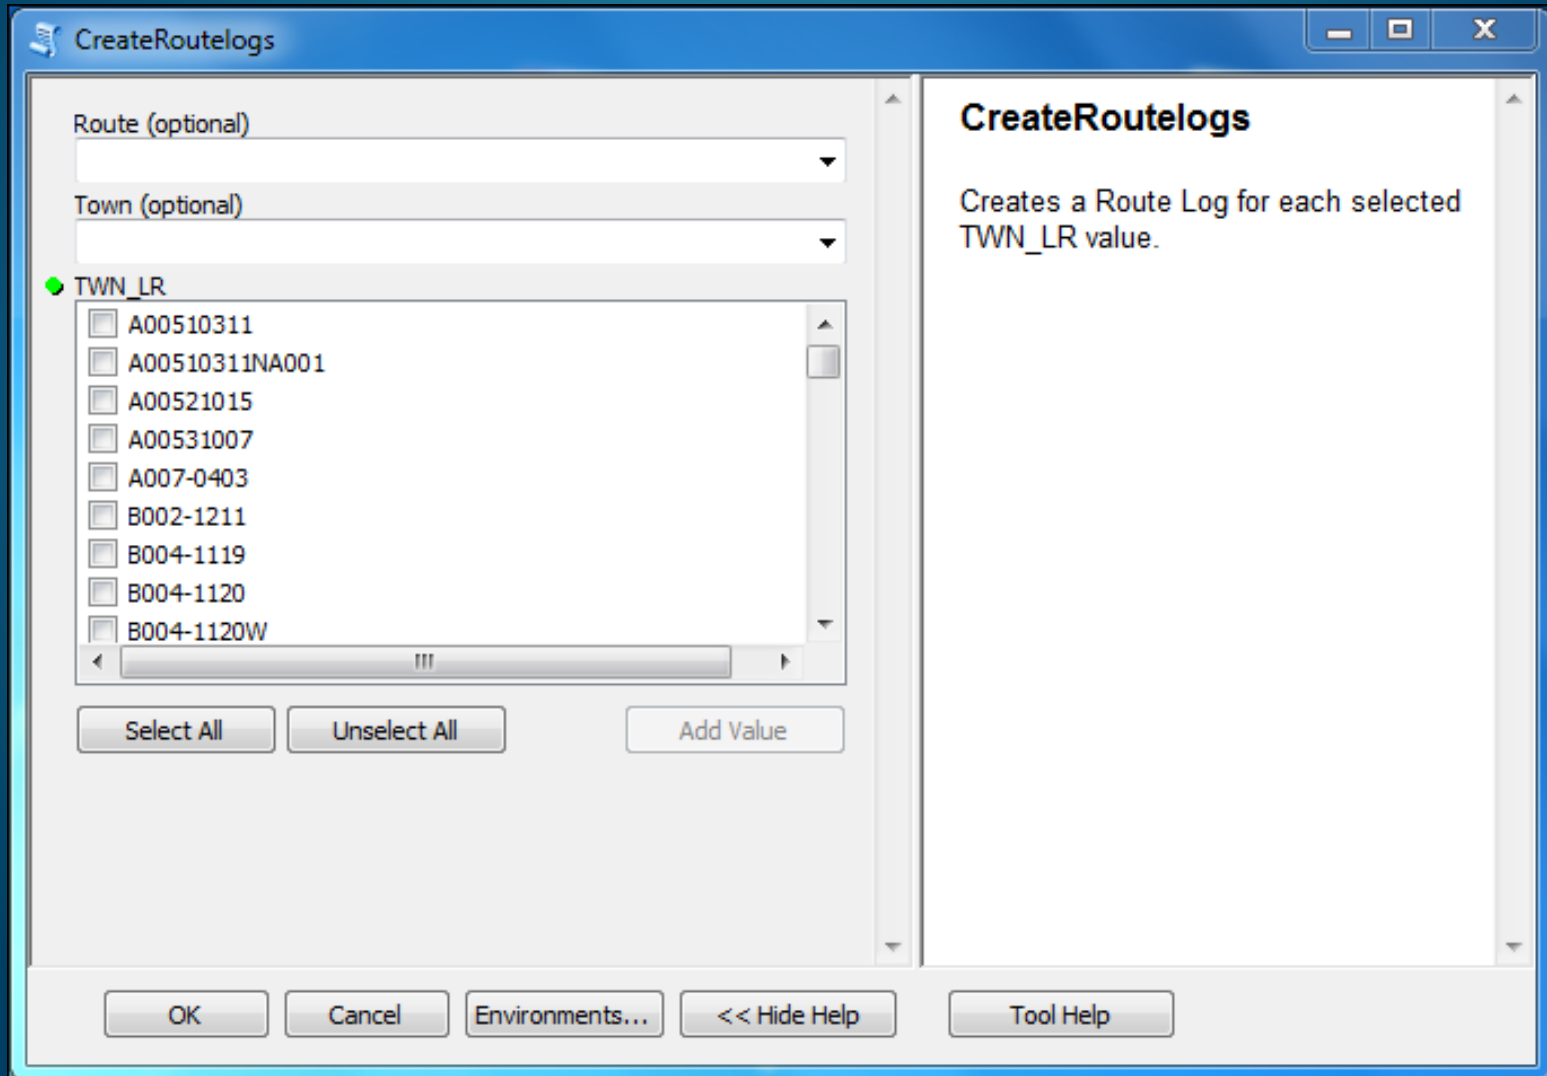 CreateRoutelogs
Route (optional)
Town (optional)
TWN_LR
A00510311
A00510311NA001
A00521015
A00531007
A007-0403
B002-1211
B004-1119
B004-1120
B004-1120W
Select All
Unselect All
Add Value
CreateRoutelogs
Creates a Route Log for each selected
TWN_LR value.
OK
Cancel
Environments...
<< Hide Help
Tool Help